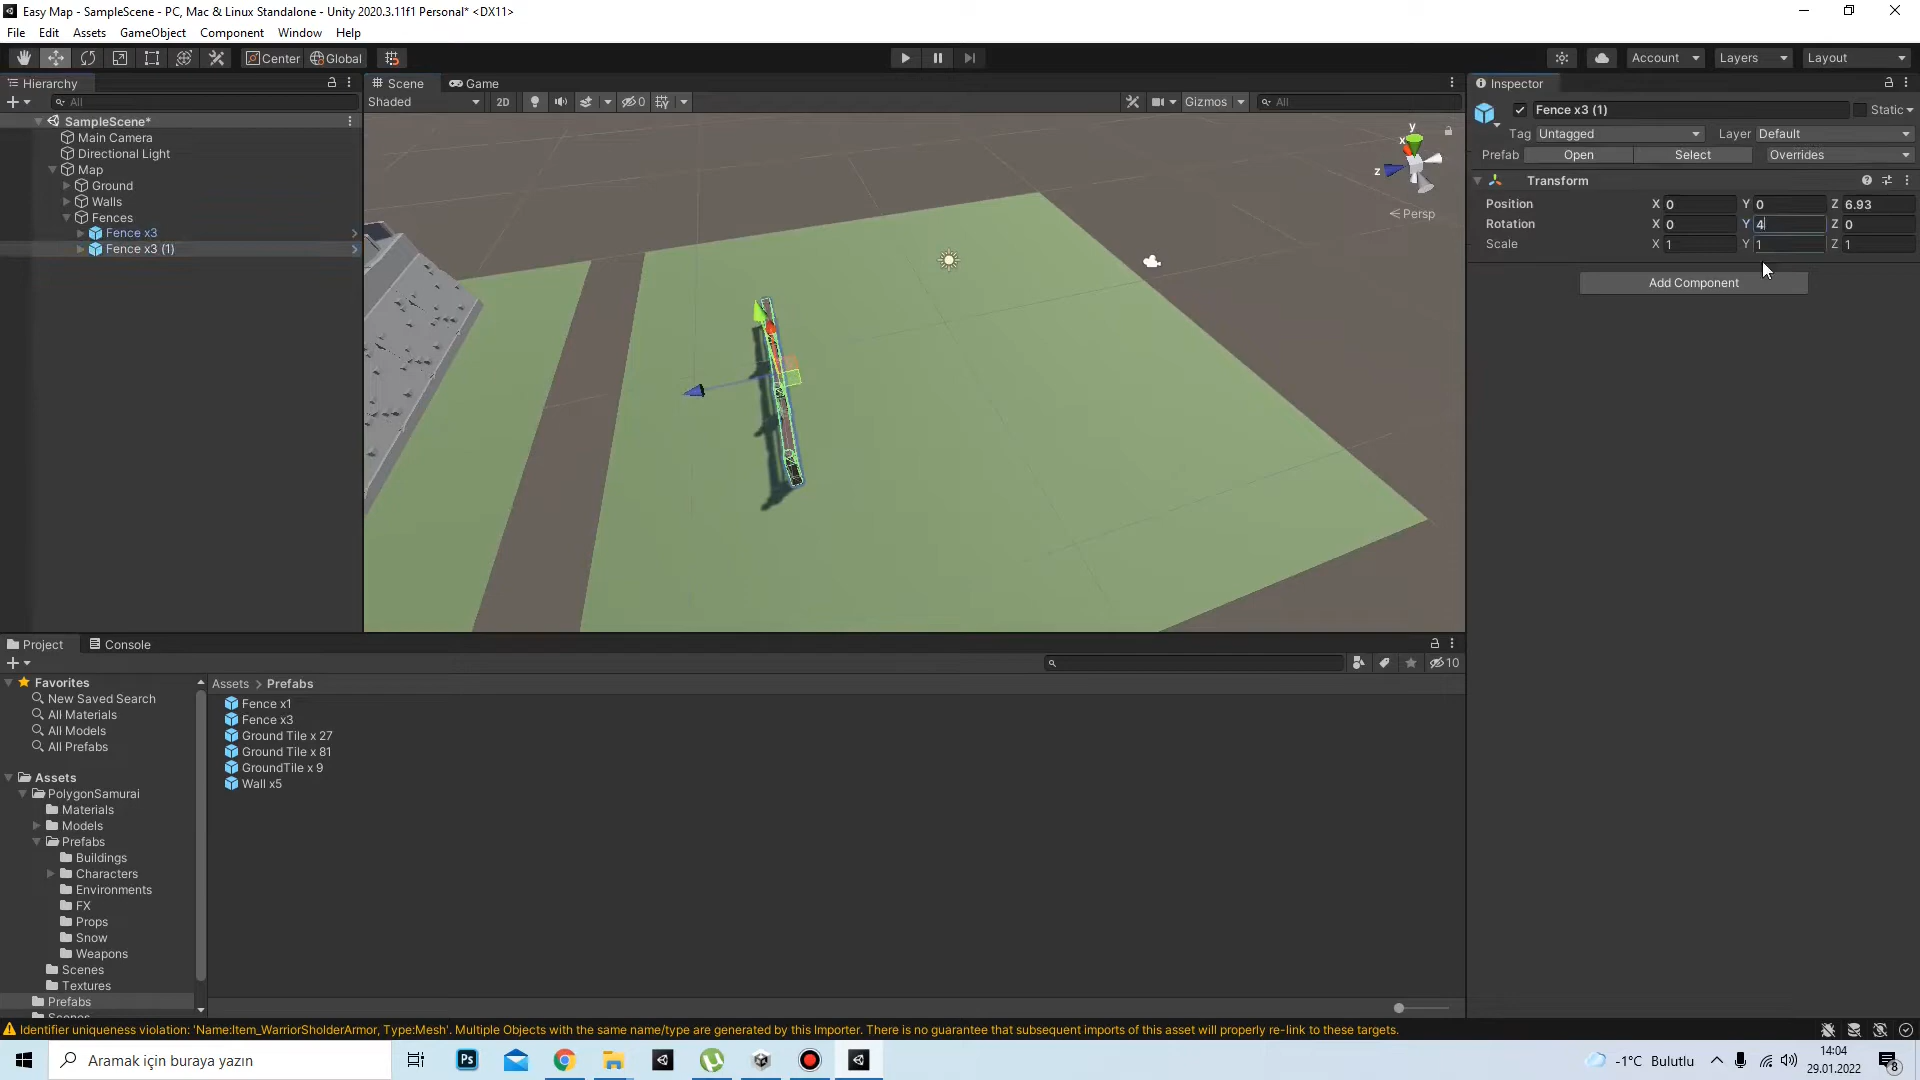 Easy Map - SampleScene - PC, Mac & Linux Standalone - Unity 2020.3.11f1 Personal* <DX11>
File Edit Assets GameObject Component Window Help
Center Global Account Layers Layout
Hierarchy
All
SampleScene*
Main Camera
Directional Light
Map
Ground
Walls
Fences
Fence x3
Fence x3 (1)
Scene Game
Shaded 2D 0 Gizmos All
y
x
z
Persp
Inspector
Fence x3 (1) Static
Tag Untagged Layer Default
Prefab Open Select Overrides
Transform
Position X 0 Y 0 Z 6.93
Rotation X 0 Y 4 Z 0
Scale X 1 Y 1 Z 1
Add Component
Project Console
10
Favorites
New Saved Search
All Materials
All Models
All Prefabs
Assets
PolygonSamurai
Materials
Models
Prefabs
Buildings
Characters
Environments
FX
Props
Snow
Weapons
Scenes
Textures
Prefabs
Scenes
Assets > Prefabs
Fence x1
Fence x3
Ground Tile x 27
Ground Tile x 81
GroundTile x 9
Wall x5
Identifier uniqueness violation: 'Name:Item_WarriorSholderArmor, Type:Mesh'. Multiple Objects with the same name/type are generated by this Importer. There is no guarantee that subsequent imports of this asset will properly re-link to these targets.
Aramak için buraya yazın
Ps
-1°C Bulutlu
14:04
29.01.2022
8